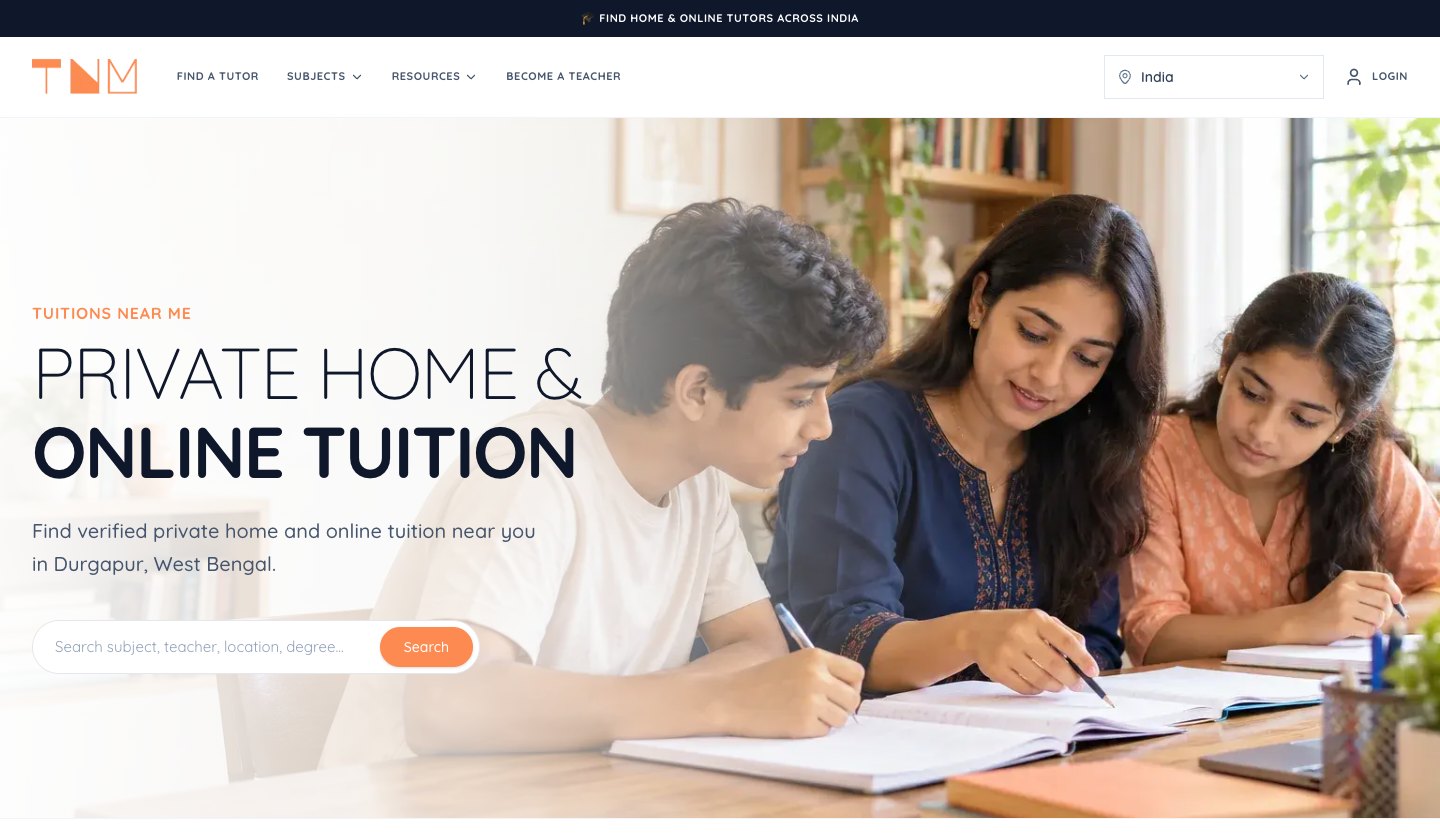 🎓 FIND HOME & ONLINE TUTORS ACROSS INDIA
TNM
FIND A TUTOR
SUBJECTS
RESOURCES
BECOME A TEACHER
India
LOGIN
TUITIONS NEAR ME
PRIVATE HOME &
ONLINE TUITION
Find verified private home and online tuition near you
in Durgapur, West Bengal.
Search subject, teacher, location, degree...
Search